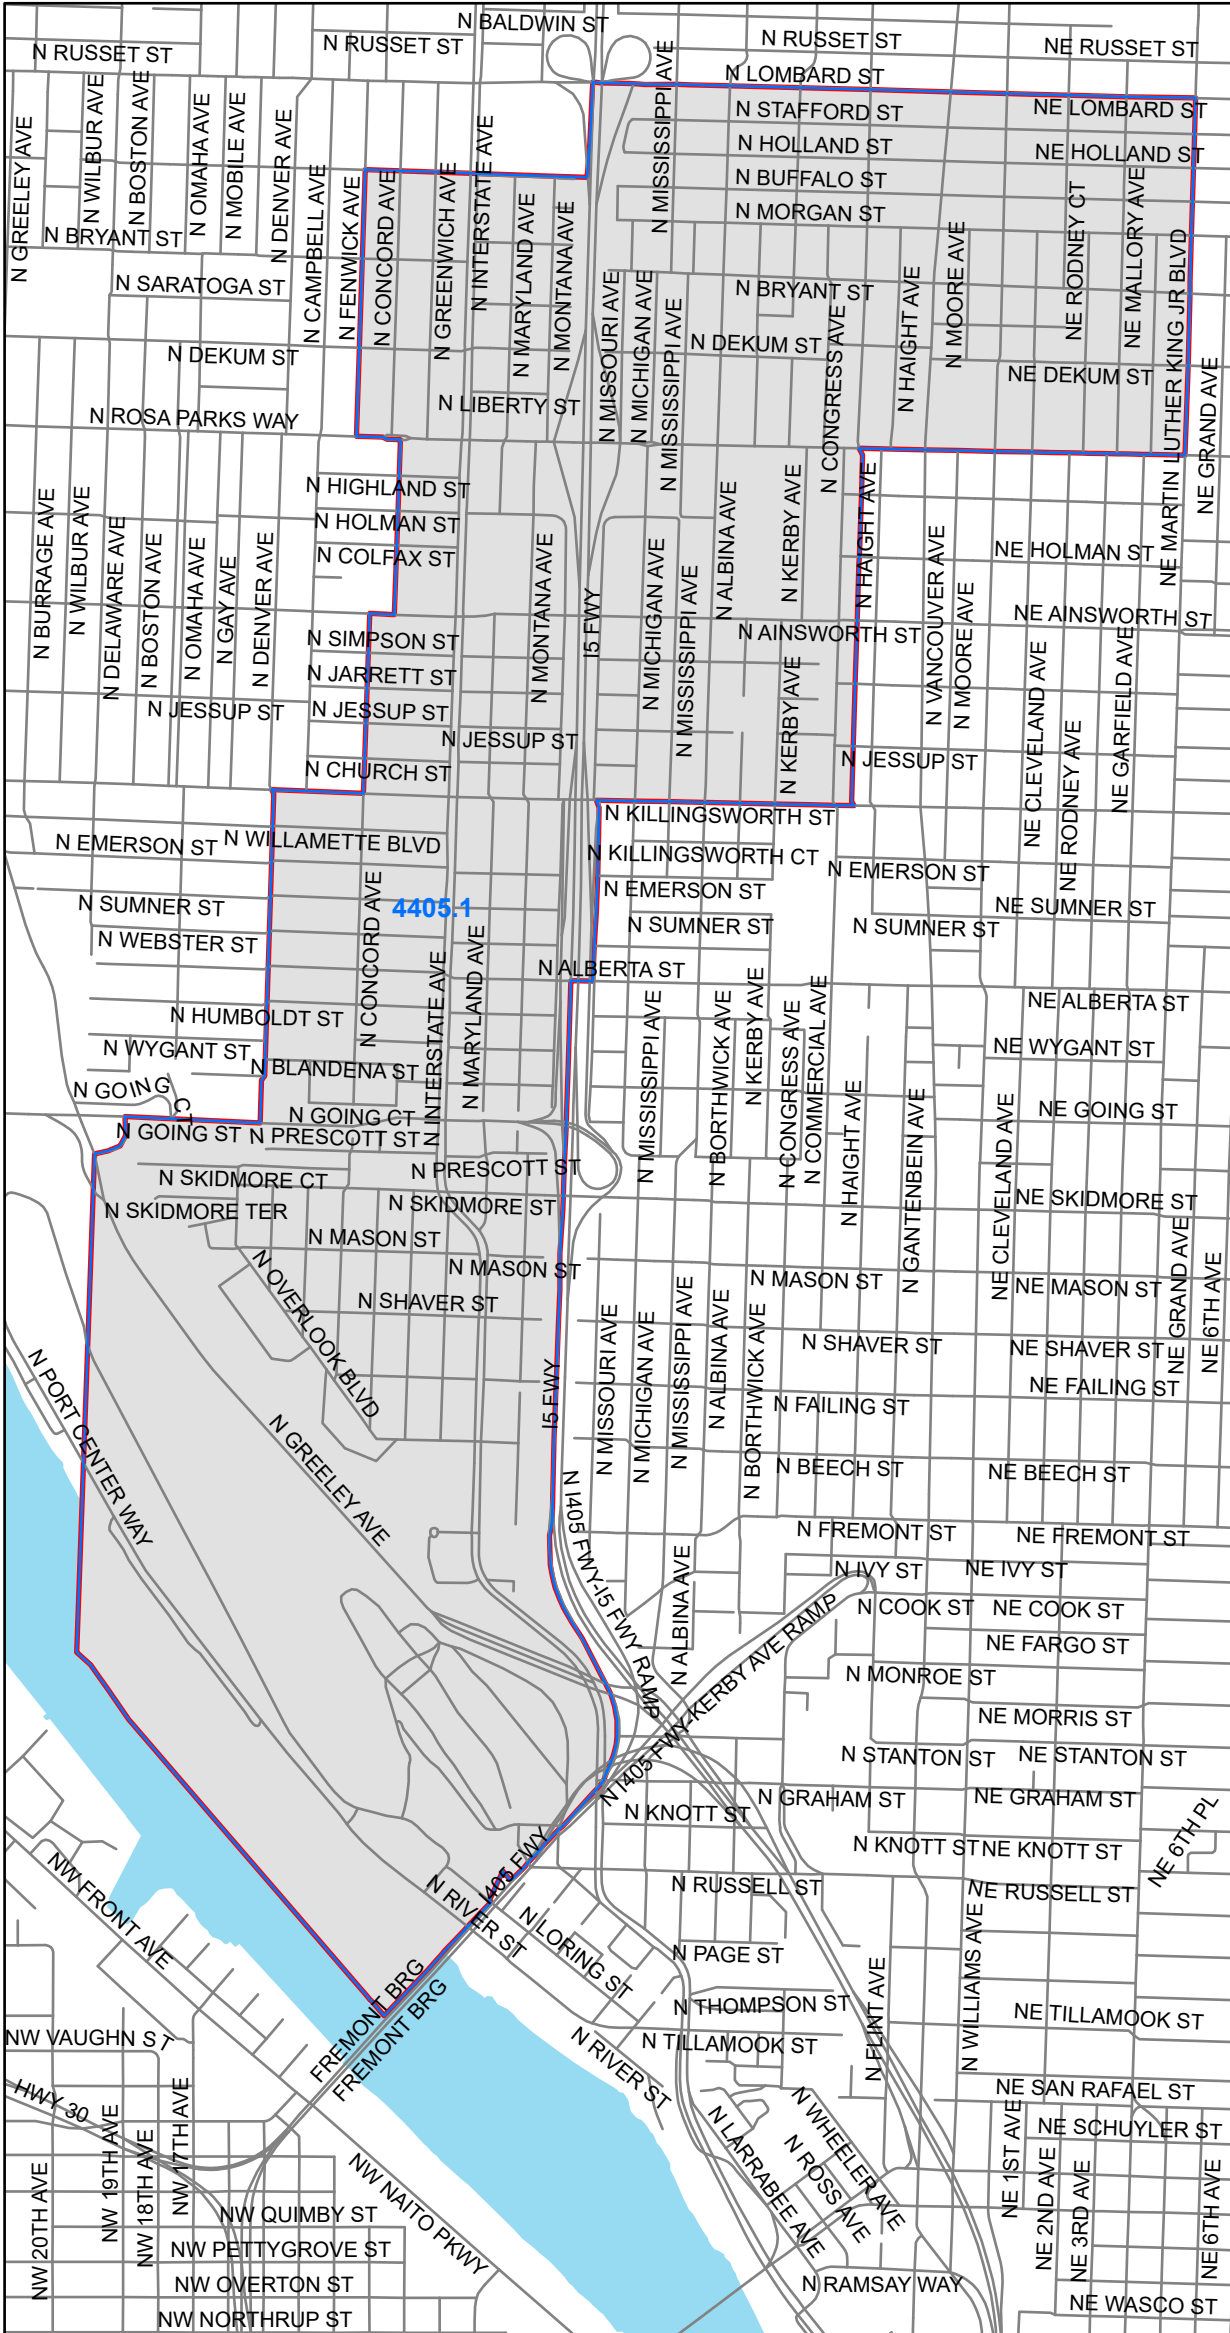 N BALDWIN ST
N RUSSET ST
N RUSSET ST
N RUSSET ST
NE RUSSET ST
N LOMBARD ST
NE LOMBARD ST
N STAFFORD ST
N HOLLAND ST
NE HOLLAND ST
N BUFFALO ST
N MORGAN ST
N GREELEY AVE
N WILBUR AVE
N BOSTON AVE
N OMAHA AVE
N MOBILE AVE
N DENVER AVE
N CAMPBELL AVE
N FENWICK AVE
N CONCORD AVE
N GREENWICH AVE
N INTERSTATE AVE
N MARYLAND AVE
N MONTANA AVE
N MISSISSIPPI AVE
N BRYANT ST
N SARATOGA ST
N MISSOURI AVE
N MICHIGAN AVE
N MISSISSIPPI AVE
N BRYANT ST
N CONGRESS AVE
N HAIGHT AVE
N MOORE AVE
NE RODNEY CT
NE MALLORY AVE
NE MARTIN LUTHER KING JR BLVD
NE GRAND AVE
N DEKUM ST
N DEKUM ST
NE DEKUM ST
N LIBERTY ST
N ROSA PARKS WAY
N HIGHLAND ST
N HOLMAN ST
N COLFAX ST
N BURRAGE AVE
N WILBUR AVE
N DELAWARE AVE
N BOSTON AVE
N OMAHA AVE
N GAY AVE
N DENVER AVE
N MONTANA AVE
I5 FWY
N MICHIGAN AVE
N MISSISSIPPI AVE
N ALBINA AVE
N KERBY AVE
N HAIGHT AVE
N VANCOUVER AVE
N MOORE AVE
NE HOLMAN ST
NE AINSWORTH ST
N AINSWORTH ST
N SIMPSON ST
N JARRETT ST
N JESSUP ST
N JESSUP ST
N JESSUP ST
N JESSUP ST
N KERBY AVE
NE CLEVELAND AVE
NE RODNEY AVE
NE GARFIELD AVE
N CHURCH ST
N KILLINGSWORTH ST
N WILLAMETTE BLVD
N EMERSON ST
N KILLINGSWORTH CT
N EMERSON ST
N EMERSON ST
4405.1
N SUMNER ST
N SUMNER ST
N SUMNER ST
NE SUMNER ST
N WEBSTER ST
N CONCORD AVE
N INTERSTATE AVE
N MARYLAND AVE
N ALBERTA ST
NE ALBERTA ST
N HUMBOLDT ST
N WYGANT ST
NE WYGANT ST
N BLANDENA ST
N GOING CT
N GOING CT
NE GOING ST
N GOING ST
N PRESCOTT ST
N PRESCOTT ST
N MISSISSIPPI AVE
N BORTHWICK AVE
N KERBY AVE
N CONGRESS AVE
N COMMERCIAL AVE
N HAIGHT AVE
N GANTENBEIN AVE
NE CLEVELAND AVE
N SKIDMORE CT
N SKIDMORE TER
N SKIDMORE ST
NE SKIDMORE ST
N MASON ST
N MASON ST
N MASON ST
NE MASON ST
NE GRAND AVE
NE 6TH AVE
N OVERLOOK BLVD
N SHAVER ST
N SHAVER ST
NE SHAVER ST
NE FAILING ST
N FAILING ST
N MISSOURI AVE
N MICHIGAN AVE
N MISSISSIPPI AVE
N ALBINA AVE
N BORTHWICK AVE
N PORT CENTER WAY
N GREELEY AVE
I5 FWY
N BEECH ST
NE BEECH ST
N I405 FWY-I5 FWY RAMP
N FREMONT ST
NE FREMONT ST
N IVY ST
NE IVY ST
N ALBINA AVE
N COOK ST
NE COOK ST
NE FARGO ST
N MONROE ST
N I405 FWY-KERBY AVE RAMP
NE MORRIS ST
N STANTON ST
NE STANTON ST
N GRAHAM ST
NE GRAHAM ST
N KNOTT ST
N KNOTT ST
NE KNOTT ST
NE 6TH PL
NW FRONT AVE
I405 FWY
N RIVER ST
N LORING ST
N RUSSELL ST
NE RUSSELL ST
N PAGE ST
N FLINT AVE
N WILLIAMS AVE
FREMONT BRG
FREMONT BRG
N THOMPSON ST
N TILLAMOOK ST
NE TILLAMOOK ST
NW VAUGHN ST
N RIVER ST
HWY 30
NE SAN RAFAEL ST
NE SCHUYLER ST
NW 20TH AVE
NW 19TH AVE
NW 18TH AVE
NW 17TH AVE
N LARRABEE AVE
N ROSS AVE
N WHEELER AVE
NE 1ST AVE
NE 2ND AVE
NE 3RD AVE
NE 6TH AVE
NW NAITO PKWY
NW QUIMBY ST
NW PETTYGROVE ST
NW OVERTON ST
NW NORTHRUP ST
N RAMSAY WAY
NE WASCO ST